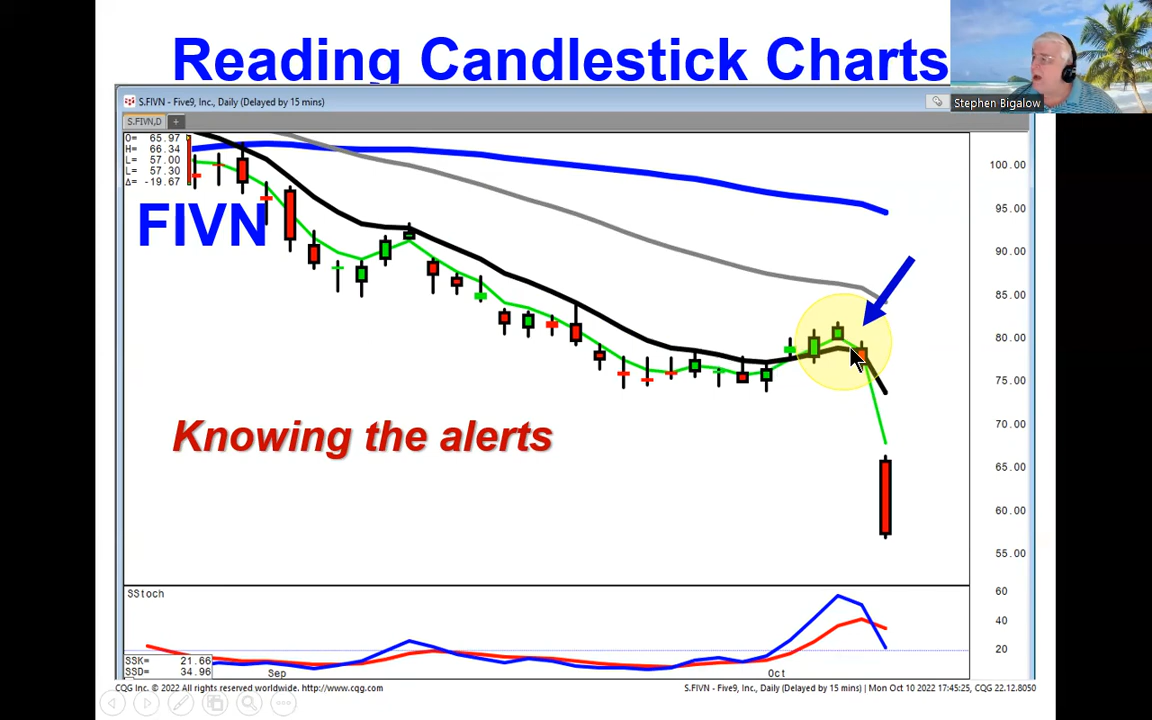 Reading Candlestick Charts
Stephen Bigalow
S.FIVN - Five9, Inc., Daily (Delayed by 15 mins)
S.FIVN,D +
O= 65.97
H= 66.34
L= 57.00
L= 57.30
Δ= -19.67
FIVN
Knowing the alerts
100.00
95.00
90.00
85.00
80.00
75.00
70.00
65.00
60.00
55.00
SStoch
60
40
20
SSK= 21.66
SSD= 34.96
Sep
Oct
CQG Inc. © 2022 All rights reserved worldwide. http://www.cqg.com
S.FIVN - Five9, Inc., Daily (Delayed by 15 mins) | Mon Oct 10 2022 17:45:25, CQG 22.12.8050